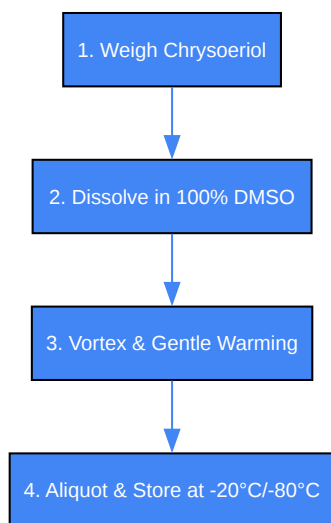 1. Weigh Chrysoeriol
2. Dissolve in 100% DMSO
3. Vortex & Gentle Warming
4. Aliquot & Store at -20°C/-80°C